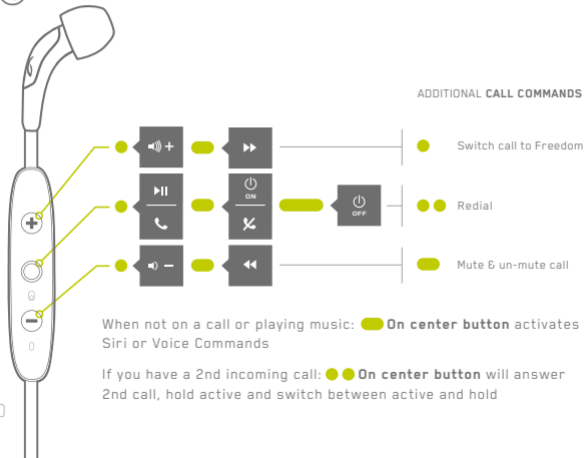 ADDITIONAL CALL COMMANDS
+
Switch call to Freedom
ON
OFF
Redial
−
Mute & un-mute call
When not on a call or playing music: On center button activates
Siri or Voice Commands
If you have a 2nd incoming call: On center button will answer
2nd call, hold active and switch between active and hold